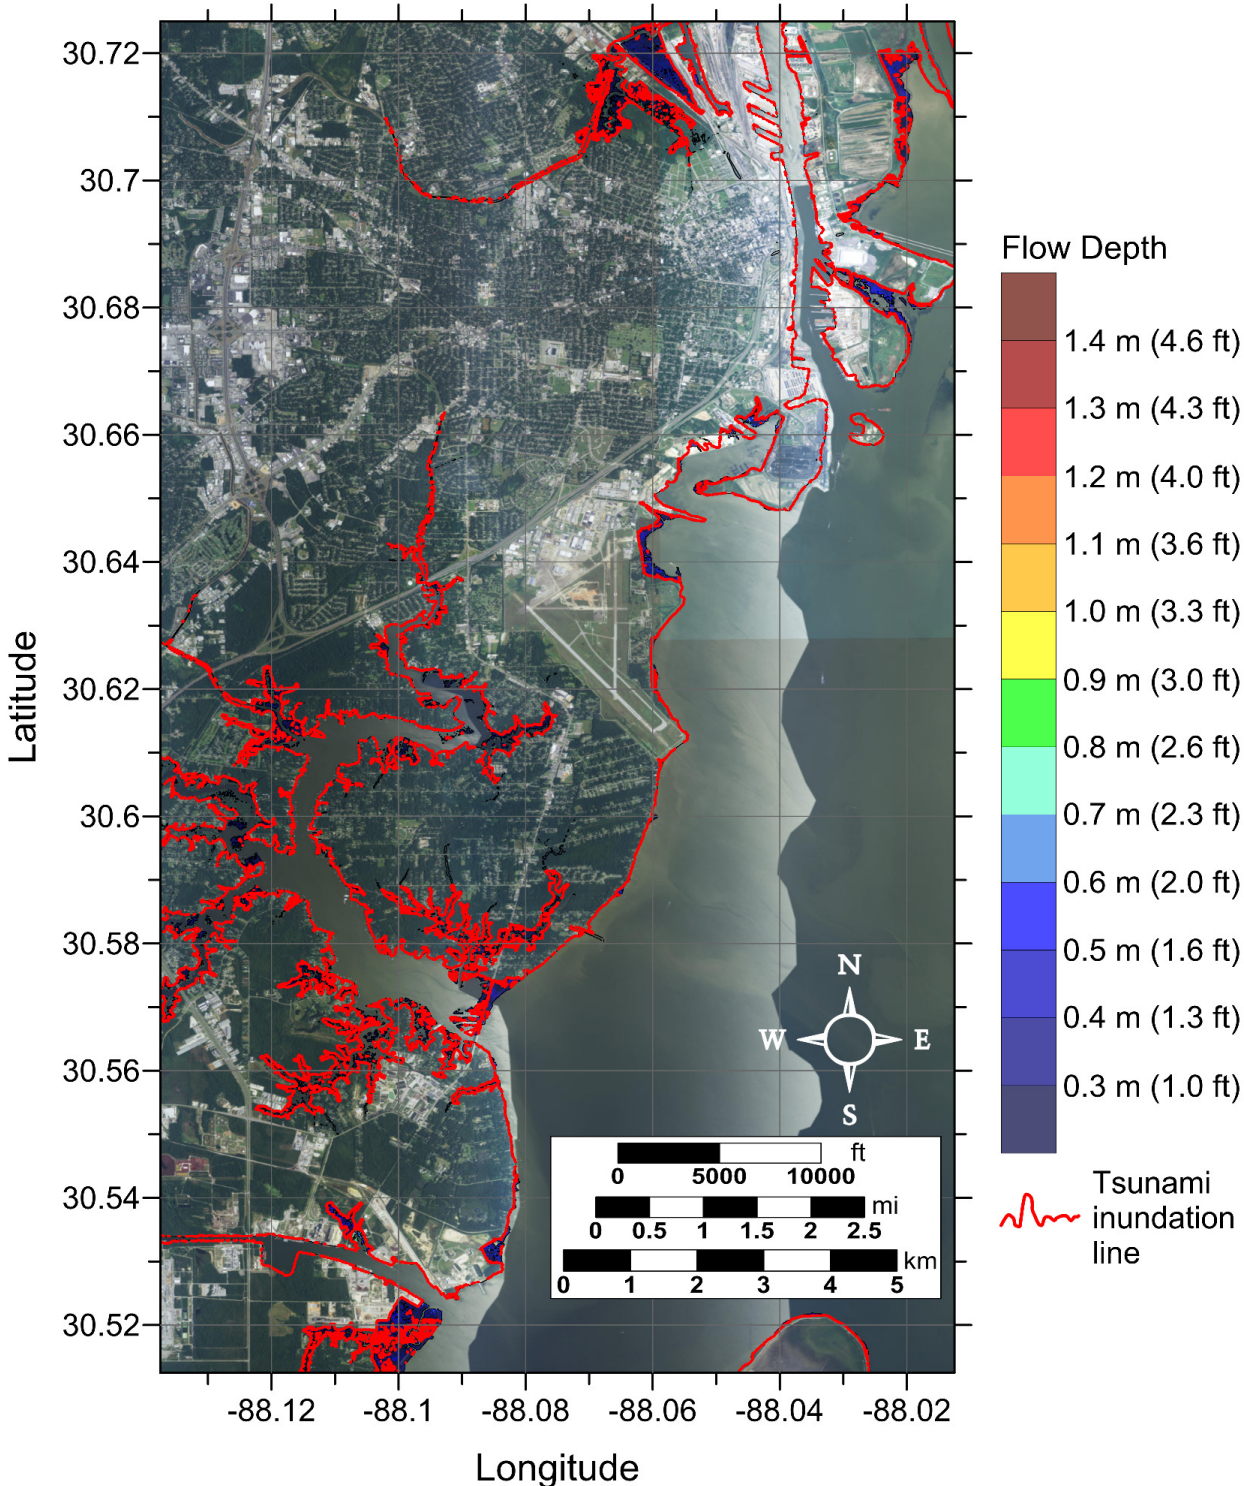 30.72
30.7
30.68
30.66
30.64
30.62
30.6
30.58
30.56
30.54
30.52
Latitude
-88.12
-88.1
-88.08
-88.06
-88.04
-88.02
Longitude
N
W
E
S
ft
0
5000
10000
mi
0
0.5
1
1.5
2
2.5
km
0
1
2
3
4
5
Flow Depth
1.4 m (4.6 ft)
1.3 m (4.3 ft)
1.2 m (4.0 ft)
1.1 m (3.6 ft)
1.0 m (3.3 ft)
0.9 m (3.0 ft)
0.8 m (2.6 ft)
0.7 m (2.3 ft)
0.6 m (2.0 ft)
0.5 m (1.6 ft)
0.4 m (1.3 ft)
0.3 m (1.0 ft)
Tsunami
inundation
line